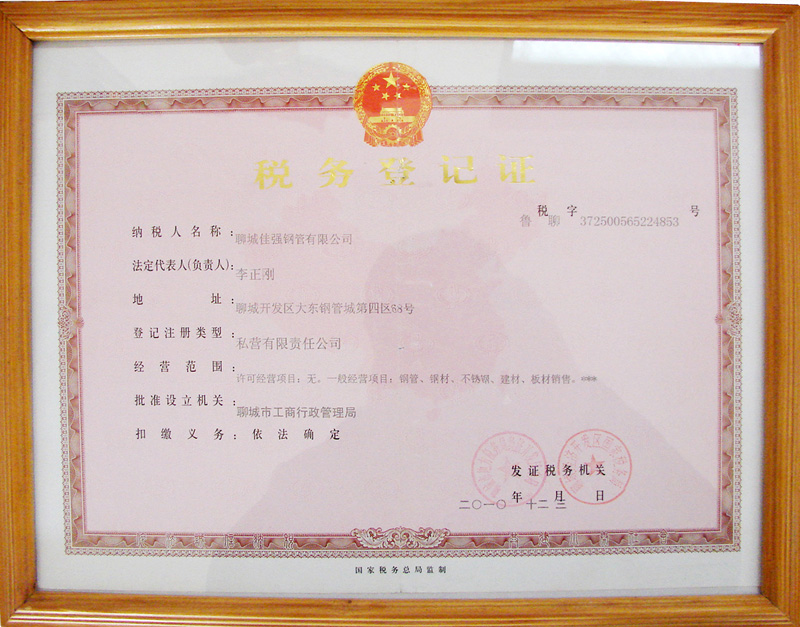 税务登记证
税 字 号
鲁 聊 372500565224853
纳税人名称：聊城佳强钢管有限公司
法定代表人(负责人)：李正刚
地 址：聊城开发区大东钢管城第四区88号
登记注册类型：私营有限责任公司
经营范围：许可经营项目：无。一般经营项目：钢管、钢材、不锈钢、建材、板材销售。
批准设立机关：聊城市工商行政管理局
扣缴义务：依法确定
发证税务机关
二〇一〇年十二月三日
国家税务总局监制